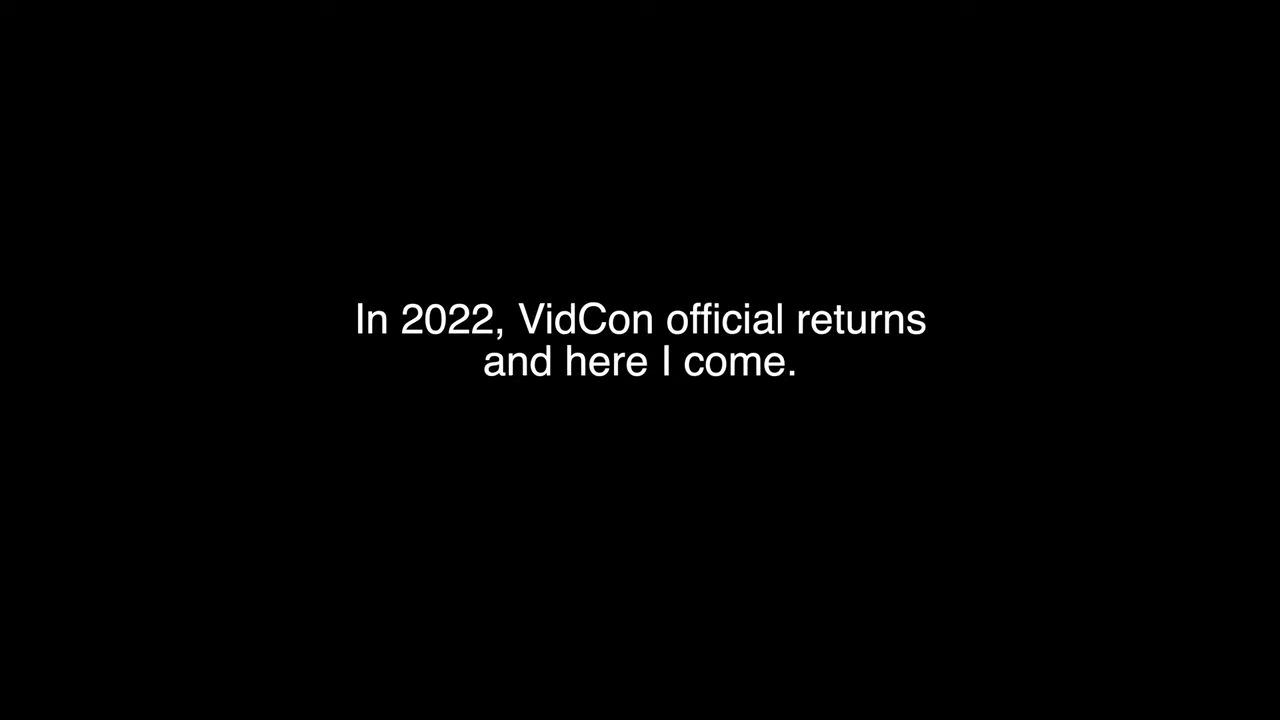 In 2022, VidCon official returns
and here I come.